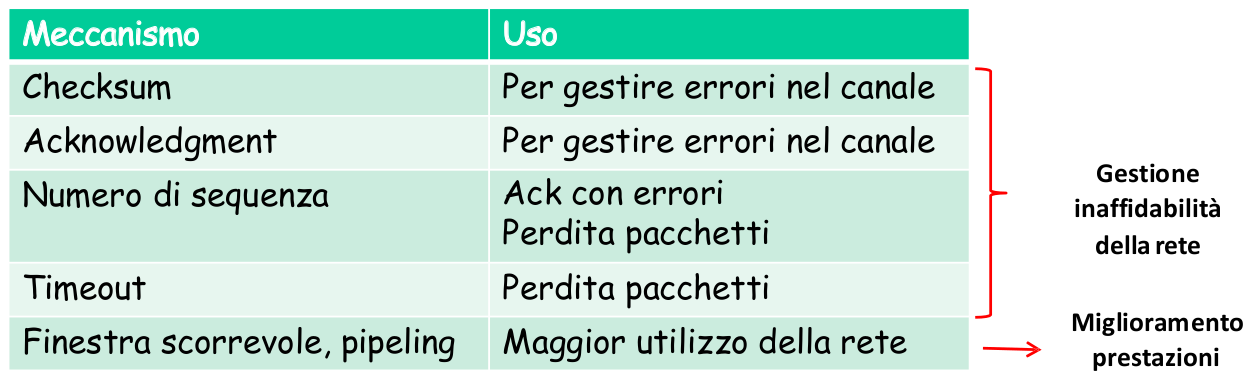 Meccanismo Uso
Checksum Per gestire errori nel canale
Acknowledgment Per gestire errori nel canale
Numero di sequenza Ack con errori
Perdita pacchetti
Timeout Perdita pacchetti
Finestra scorrevole, pipeling Maggior utilizzo della rete
Gestione
inaffidabilità
della rete
Miglioramento
prestazioni